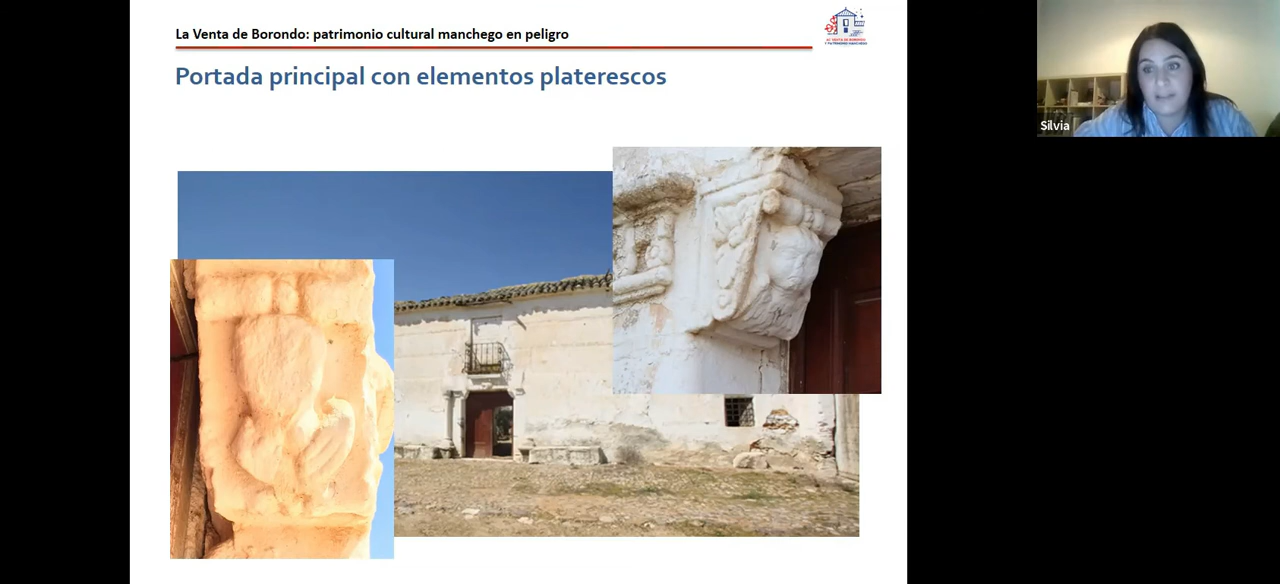 La Venta de Borondo: patrimonio cultural manchego en peligro
Portada principal con elementos platerescos
Silvia